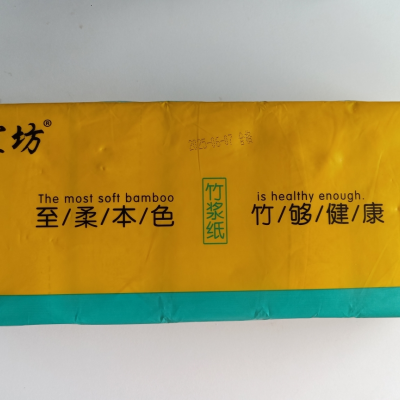 坊®
The most soft bamboo
至/柔/本/色
竹浆纸
is healthy enough.
竹/够/健/康